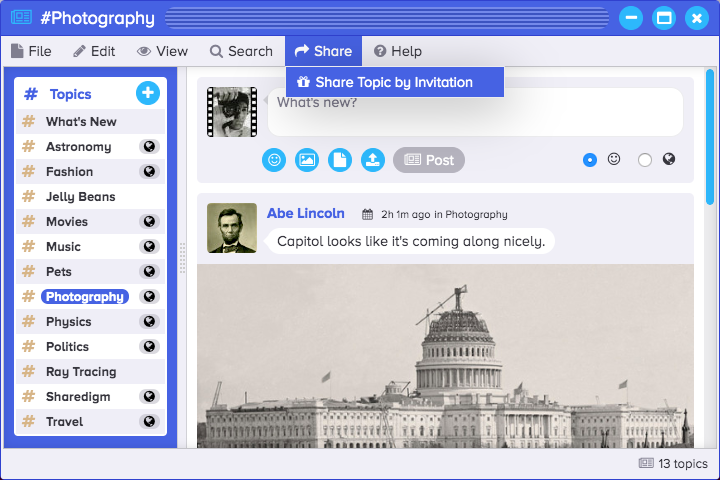 #Photography
File Edit View Search Share Help
Share Topic by Invitation
# Topics
# What's New
# Astronomy
# Fashion
# Jelly Beans
# Movies
# Music
# Pets
# Photography
# Physics
# Politics
# Ray Tracing
# Sharedigm
# Travel
What's new?
Post
Abe Lincoln 2h 1m ago in Photography
Capitol looks like it's coming along nicely.
13 topics